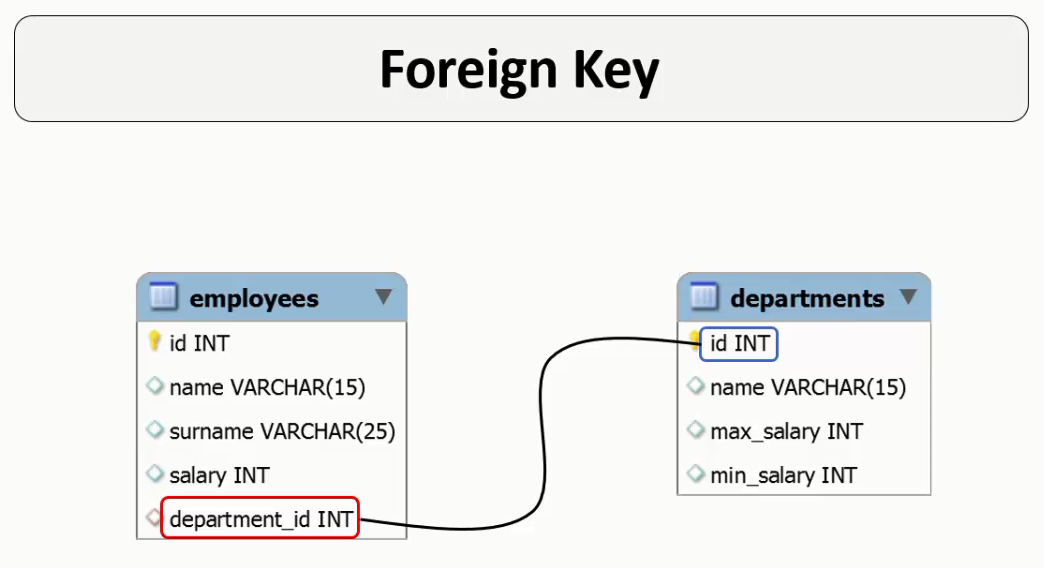 Foreign Key
employees
id INT
name VARCHAR(15)
surname VARCHAR(25)
salary INT
department_id INT
departments
id INT
name VARCHAR(15)
max_salary INT
min_salary INT